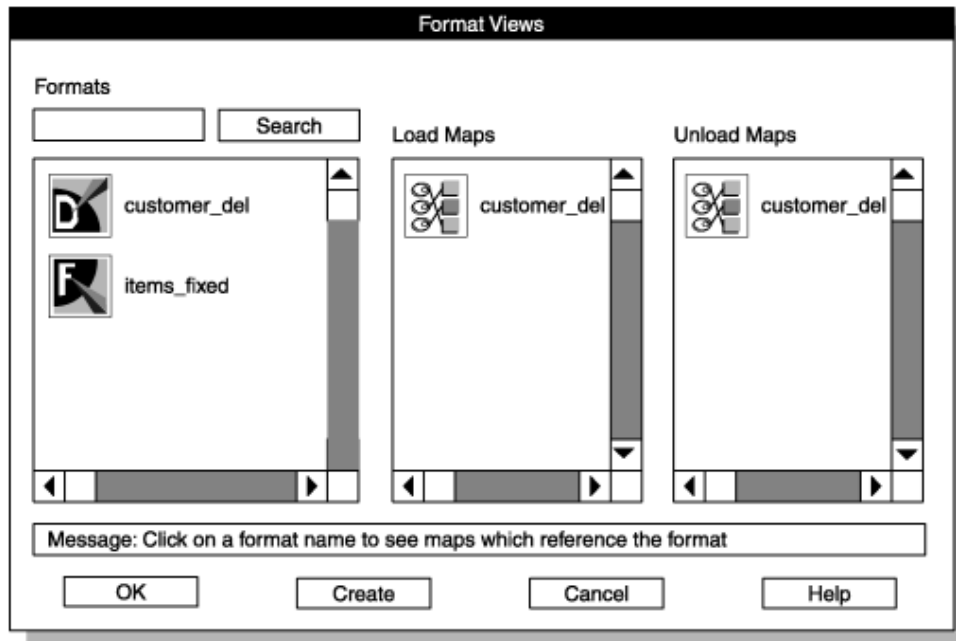 Format Views
Formats
Search
Load Maps
Unload Maps
D customer_del
F items_fixed
customer_del
customer_del
Message: Click on a format name to see maps which reference the format
OK Create Cancel Help